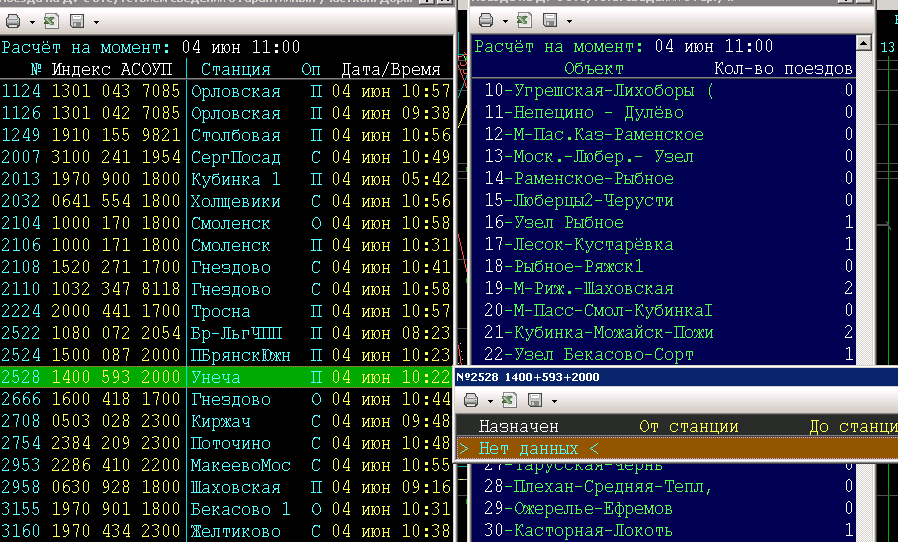 Расчёт на момент: 04 июн 11:00
№ Индекс АСОУП Станция Оп Дата/Время
1124 1301 043 7085 Орловская П 04 июн 10:57
1126 1301 042 7085 Орловская П 04 июн 09:38
1249 1910 155 9821 Столбовая П 04 июн 10:56
2007 3100 241 1954 СергПосад С 04 июн 10:49
2013 1970 900 1800 Кубинка 1 П 04 июн 05:42
2032 0641 554 1800 Холщевики С 04 июн 10:56
2104 1000 170 1800 Смоленск О 04 июн 10:58
2106 1000 171 1800 Смоленск П 04 июн 10:31
2108 1520 271 1700 Гнездово С 04 июн 10:41
2110 1032 347 8118 Гнездово С 04 июн 10:58
2224 2000 441 1700 Тросна П 04 июн 10:57
2522 1080 072 2054 Бр-ЛьгЧПП П 04 июн 08:23
2524 1500 087 2000 ПБрянскЮжн П 04 июн 10:23
2528 1400 593 2000 Унеча П 04 июн 10:22
2666 1600 418 1700 Гнездово О 04 июн 10:44
2708 0503 028 2300 Киржач С 04 июн 09:48
2754 2384 209 2300 Поточино С 04 июн 10:48
2953 2286 410 2200 МакеевоМос С 04 июн 10:55
2958 0630 928 1800 Шаховская П 04 июн 09:16
3155 1970 901 1800 Бекасово 1 О 04 июн 10:31
3160 1970 434 2300 Желтиково С 04 июн 10:38
Расчёт на момент: 04 июн 11:00
Объект Кол-во поездов
10-Угрешская-Лихоборы ( 0
11-Непецино - Дулёво 0
12-М-Пас.Каз-Раменское 0
13-Моск.-Любер.- Узел 0
14-Раменское-Рыбное 0
15-Люберцы2-Черусти 0
16-Узел Рыбное 1
17-Лесок-Кустарёвка 1
18-Рыбное-Ряжск1 0
19-М-Риж.-Шаховская 2
20-М-Пасс-Смол-КубинкаI 0
21-Кубинка-Можайск-Пожи 2
22-Узел Бекасово-Сорт 1
№2528 1400+593+2000
Назначен От станции До станци
> Нет данных <
27-Тарусская-Чернь
28-Плехан-Средняя-Тепл, 0
29-Ожерелье-Ефремов 0
30-Касторная-Локоть 1
13